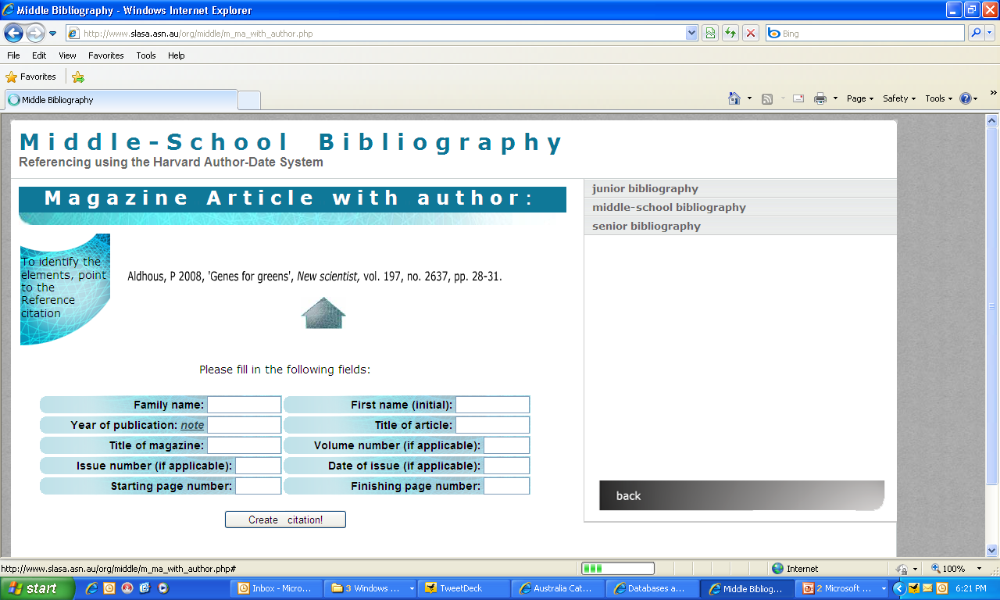 Middle Bibliography - Windows Internet Explorer
http://www.slasa.asn.au/org/middle/m_ma_with_author.php
Bing
File Edit View Favorites Tools Help
Favorites
Middle Bibliography
Page Safety Tools
Middle-School Bibliography
Referencing using the Harvard Author-Date System
Magazine Article with author:
junior bibliography
middle-school bibliography
senior bibliography
To identify the
elements, point
to the
Reference
citation
Aldhous, P 2008, 'Genes for greens', New scientist, vol. 197, no. 2637, pp. 28-31.
Please fill in the following fields:
Family name: First name (initial):
Year of publication: note Title of article:
Title of magazine: Volume number (if applicable):
Issue number (if applicable): Date of issue (if applicable):
Starting page number: Finishing page number:
back
Create citation!
http://www.slasa.asn.au/org/middle/m_ma_with_author.php#
Internet 100%
start Inbox - Micro... 3 Windows ... TweetDeck Australia Cat... Databases a... Middle Bibliog... 2 Microsoft ... 6:21 PM